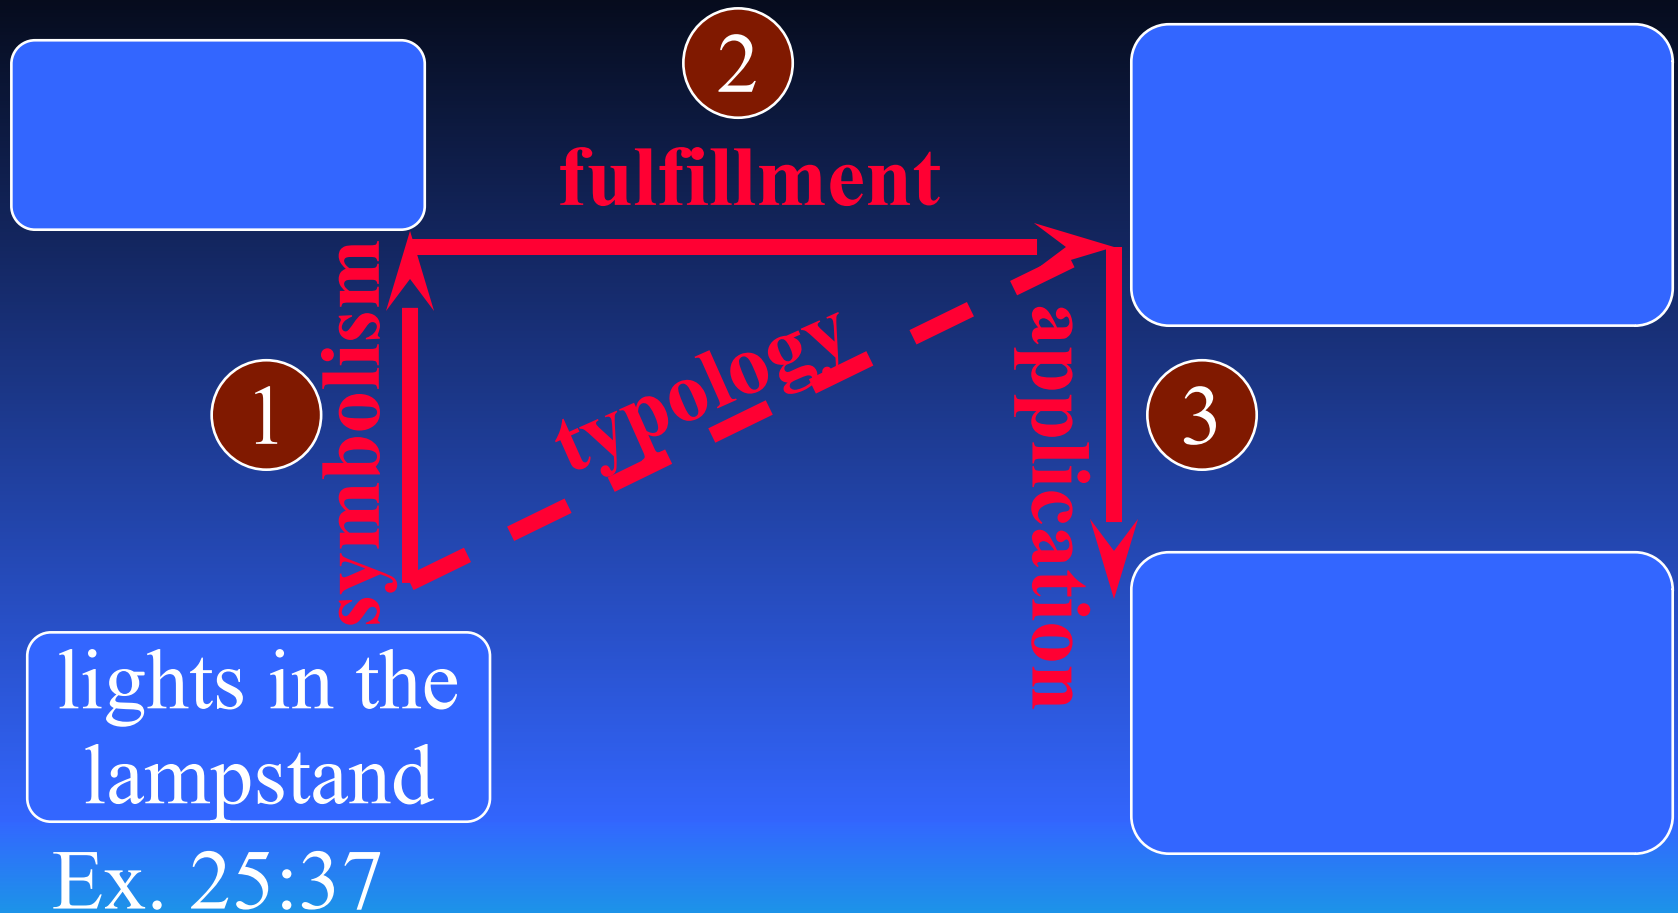 2
fulfillment
symbolism
1
typology
application
3
lights in the
lampstand
Ex. 25:37